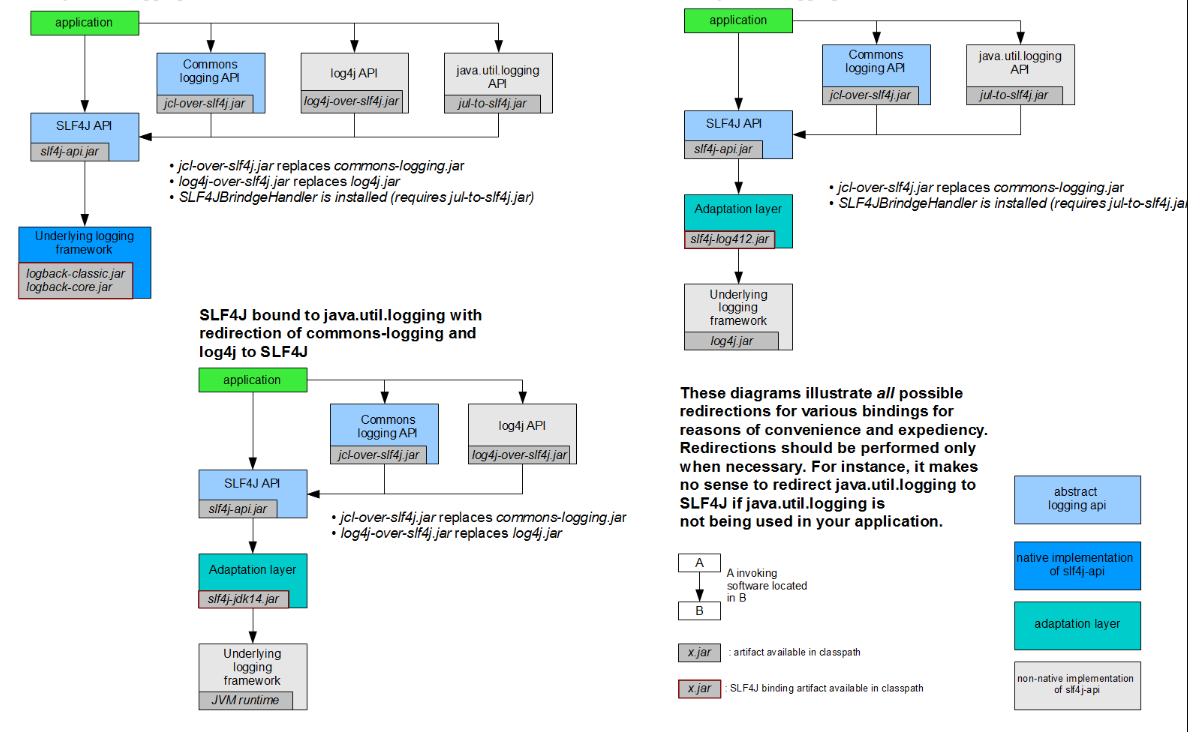 application
Commons
logging API
jcl-over-slf4j.jar
log4j API
log4j-over-slf4j.jar
java.util.logging
API
jul-to-slf4j.jar
SLF4J API
slf4j-api.jar
• jcl-over-slf4j.jar replaces commons-logging.jar
• log4j-over-slf4j.jar replaces log4j.jar
• SLF4JBrindgeHandler is installed (requires jul-to-slf4j.jar)
Underlying logging
framework
logback-classic.jar
logback-core.jar
application
Commons
logging API
jcl-over-slf4j.jar
java.util.logging
API
jul-to-slf4j.jar
SLF4J API
slf4j-api.jar
• jcl-over-slf4j.jar replaces commons-logging.jar
• SLF4JBrindgeHandler is installed (requires jul-to-slf4j.jar
Adaptation layer
slf4j-log412.jar
Underlying
logging
framework
log4j.jar
SLF4J bound to java.util.logging with
redirection of commons-logging and
log4j to SLF4J
application
Commons
logging API
jcl-over-slf4j.jar
log4j API
log4j-over-slf4j.jar
SLF4J API
slf4j-api.jar
• jcl-over-slf4j.jar replaces commons-logging.jar
• log4j-over-slf4j.jar replaces log4j.jar
Adaptation layer
slf4j-jdk14.jar
Underlying
logging
framework
JVM runtime
These diagrams illustrate all possible
redirections for various bindings for
reasons of convenience and expediency.
Redirections should be performed only
when necessary. For instance, it makes
no sense to redirect java.util.logging to
SLF4J if java.util.logging is
not being used in your application.
A
B
A invoking
software located
in B
x.jar : artifact available in classpath
x.jar : SLF4J binding artifact available in classpath
abstract
logging api
native implementation
of slf4j-api
adaptation layer
non-native implementation
of slf4j-api